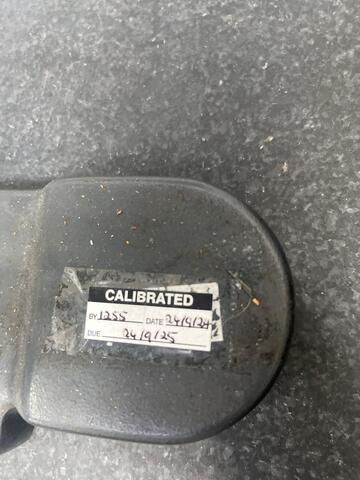 CALIBRATED
BY 1255 DATE 24/9/24
DUE 24/9/25